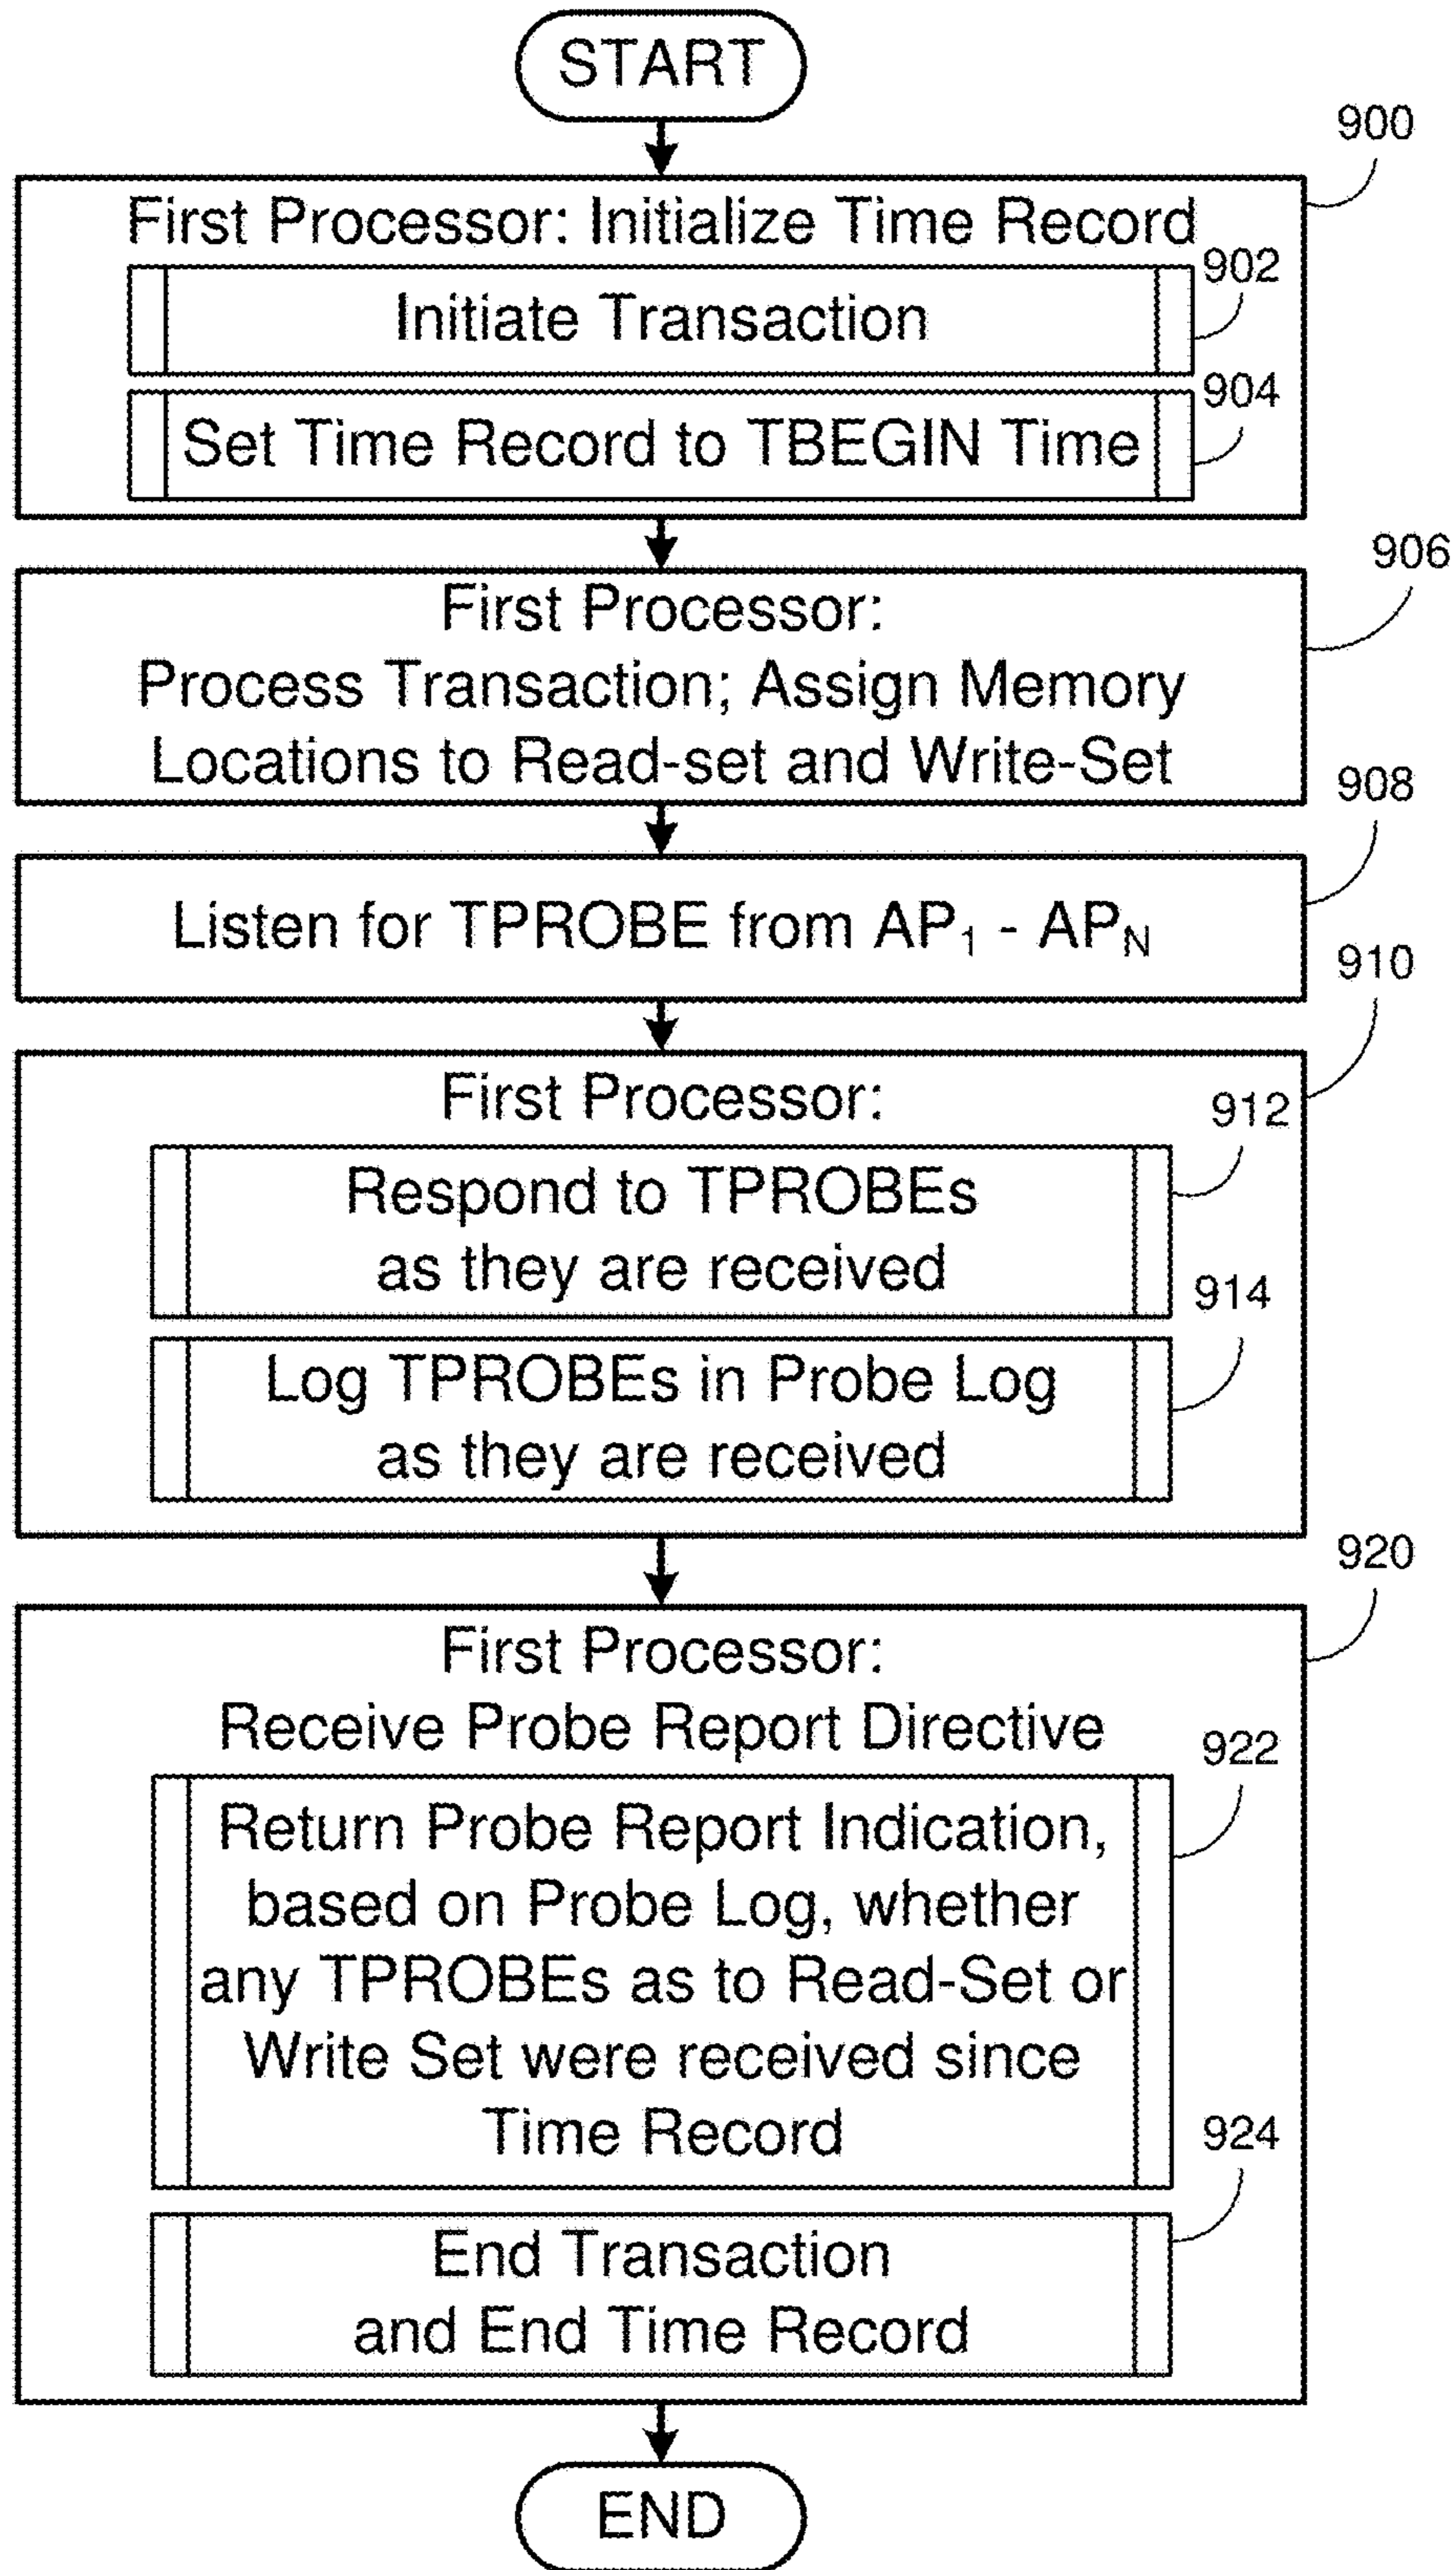 START
900
First Processor: Initialize Time Record
902
Initiate Transaction
904
Set Time Record to TBEGIN Time
906
First Processor:
Process Transaction; Assign Memory
Locations to Read-set and Write-Set
908
Listen for TPROBE from AP₁ - APN
910
First Processor:
912
Respond to TPROBEs
as they are received
914
Log TPROBEs in Probe Log
as they are received
920
First Processor:
Receive Probe Report Directive
922
Return Probe Report Indication,
based on Probe Log, whether
any TPROBEs as to Read-Set or
Write Set were received since
Time Record
924
End Transaction
and End Time Record
END